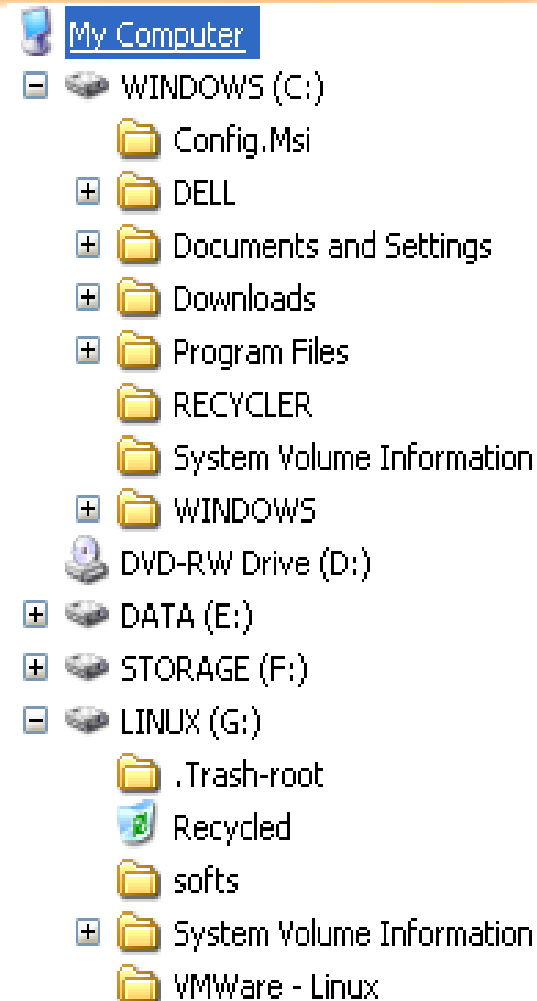 My Computer
WINDOWS (C:)
Config.Msi
DELL
Documents and Settings
Downloads
Program Files
RECYCLER
System Volume Information
WINDOWS
DVD-RW Drive (D:)
DATA (E:)
STORAGE (F:)
LINUX (G:)
.Trash-root
Recycled
softs
System Volume Information
VMWare - Linux